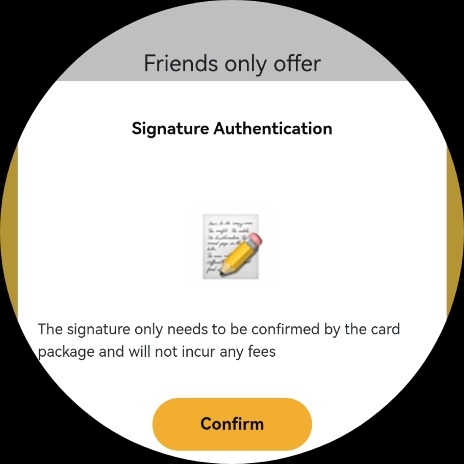 Friends only offer
Signature Authentication
The signature only needs to be confirmed by the card
package and will not incur any fees
Confirm